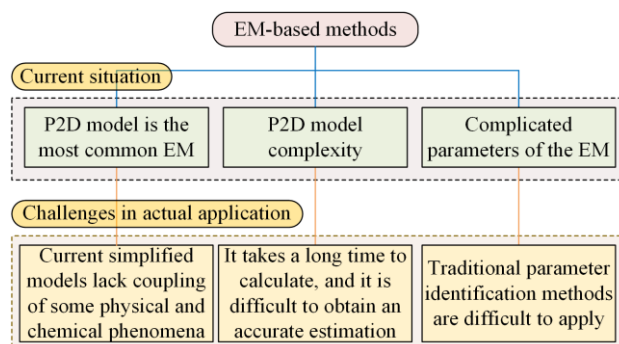 EM-based methods
Current situation
P2D model is the
most common EM
P2D model
complexity
Complicated
parameters of the EM
Challenges in actual application
Current simplified
models lack coupling
of some physical and
chemical phenomena
It takes a long time to
calculate, and it is
difficult to obtain an
accurate estimation
Traditional parameter
identification methods
are difficult to apply